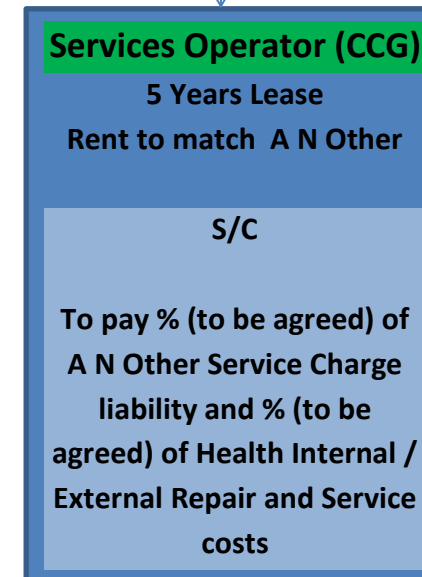 Services Operator (CCG)
5 Years Lease
Rent to match A N Other
S/C
To pay % (to be agreed) of
A N Other Service Charge
liability and % (to be
agreed) of Health Internal /
External Repair and Service
costs